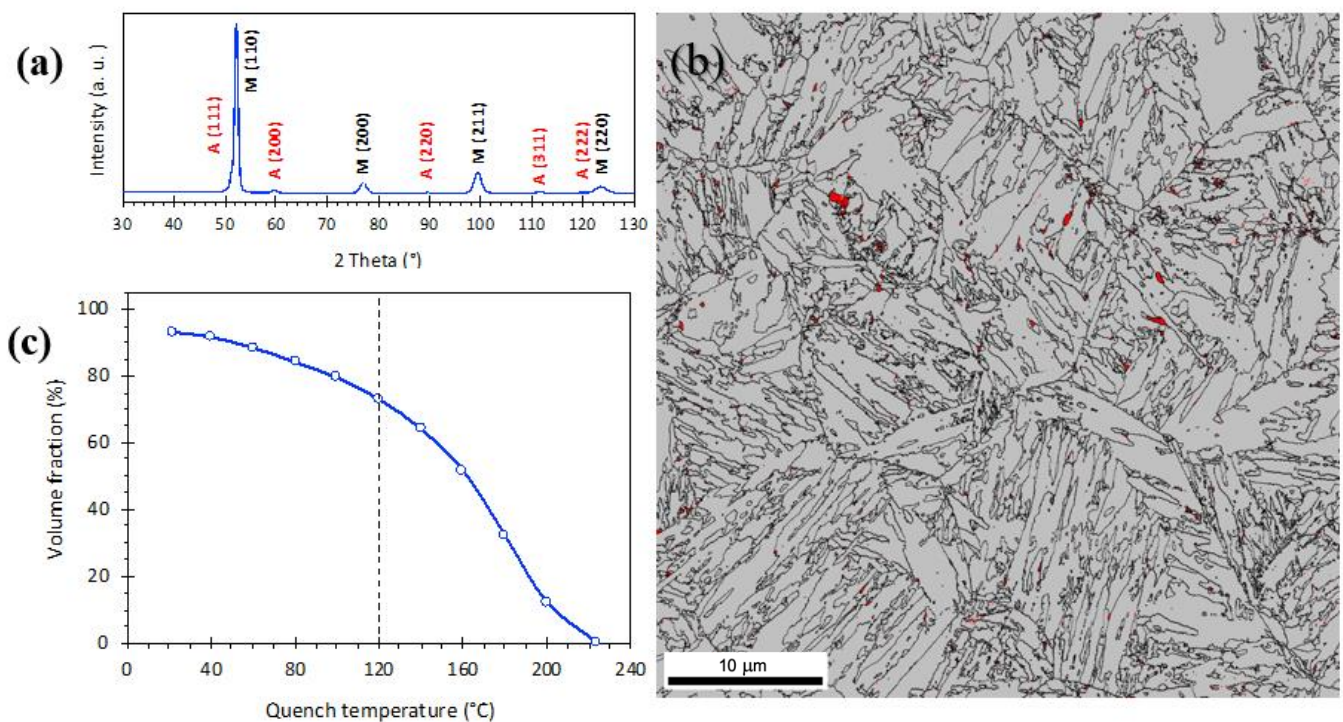 (a)
Intensity (a. u.)
A (111)
M (110)
A (200)
M (200)
A (220)
M (211)
A (311)
A (222)
M (220)
30 40 50 60 70 80 90 100 110 120 130
2 Theta (°)
(b)
10 µm
(c)
Volume fraction (%)
100
80
60
40
20
0
0 40 80 120 160 200 240
Quench temperature (°C)